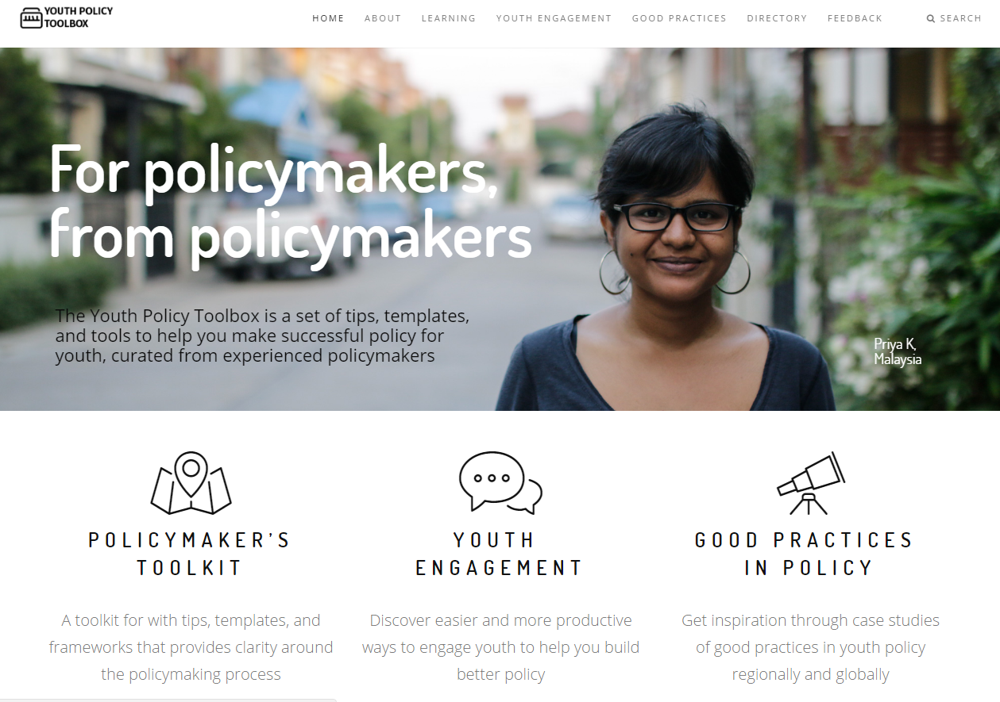 YOUTH POLICY
TOOLBOX
HOME ABOUT LEARNING YOUTH ENGAGEMENT GOOD PRACTICES DIRECTORY FEEDBACK SEARCH
For policymakers,
from policymakers
The Youth Policy Toolbox is a set of tips, templates,
and tools to help you make successful policy for
youth, curated from experienced policymakers
Priya K,
Malaysia
POLICYMAKER'S
TOOLKIT
A toolkit for with tips, templates, and
frameworks that provides clarity around
the policymaking process
YOUTH
ENGAGEMENT
Discover easier and more productive
ways to engage youth to help you build
better policy
GOOD PRACTICES
IN POLICY
Get inspiration through case studies
of good practices in youth policy
regionally and globally